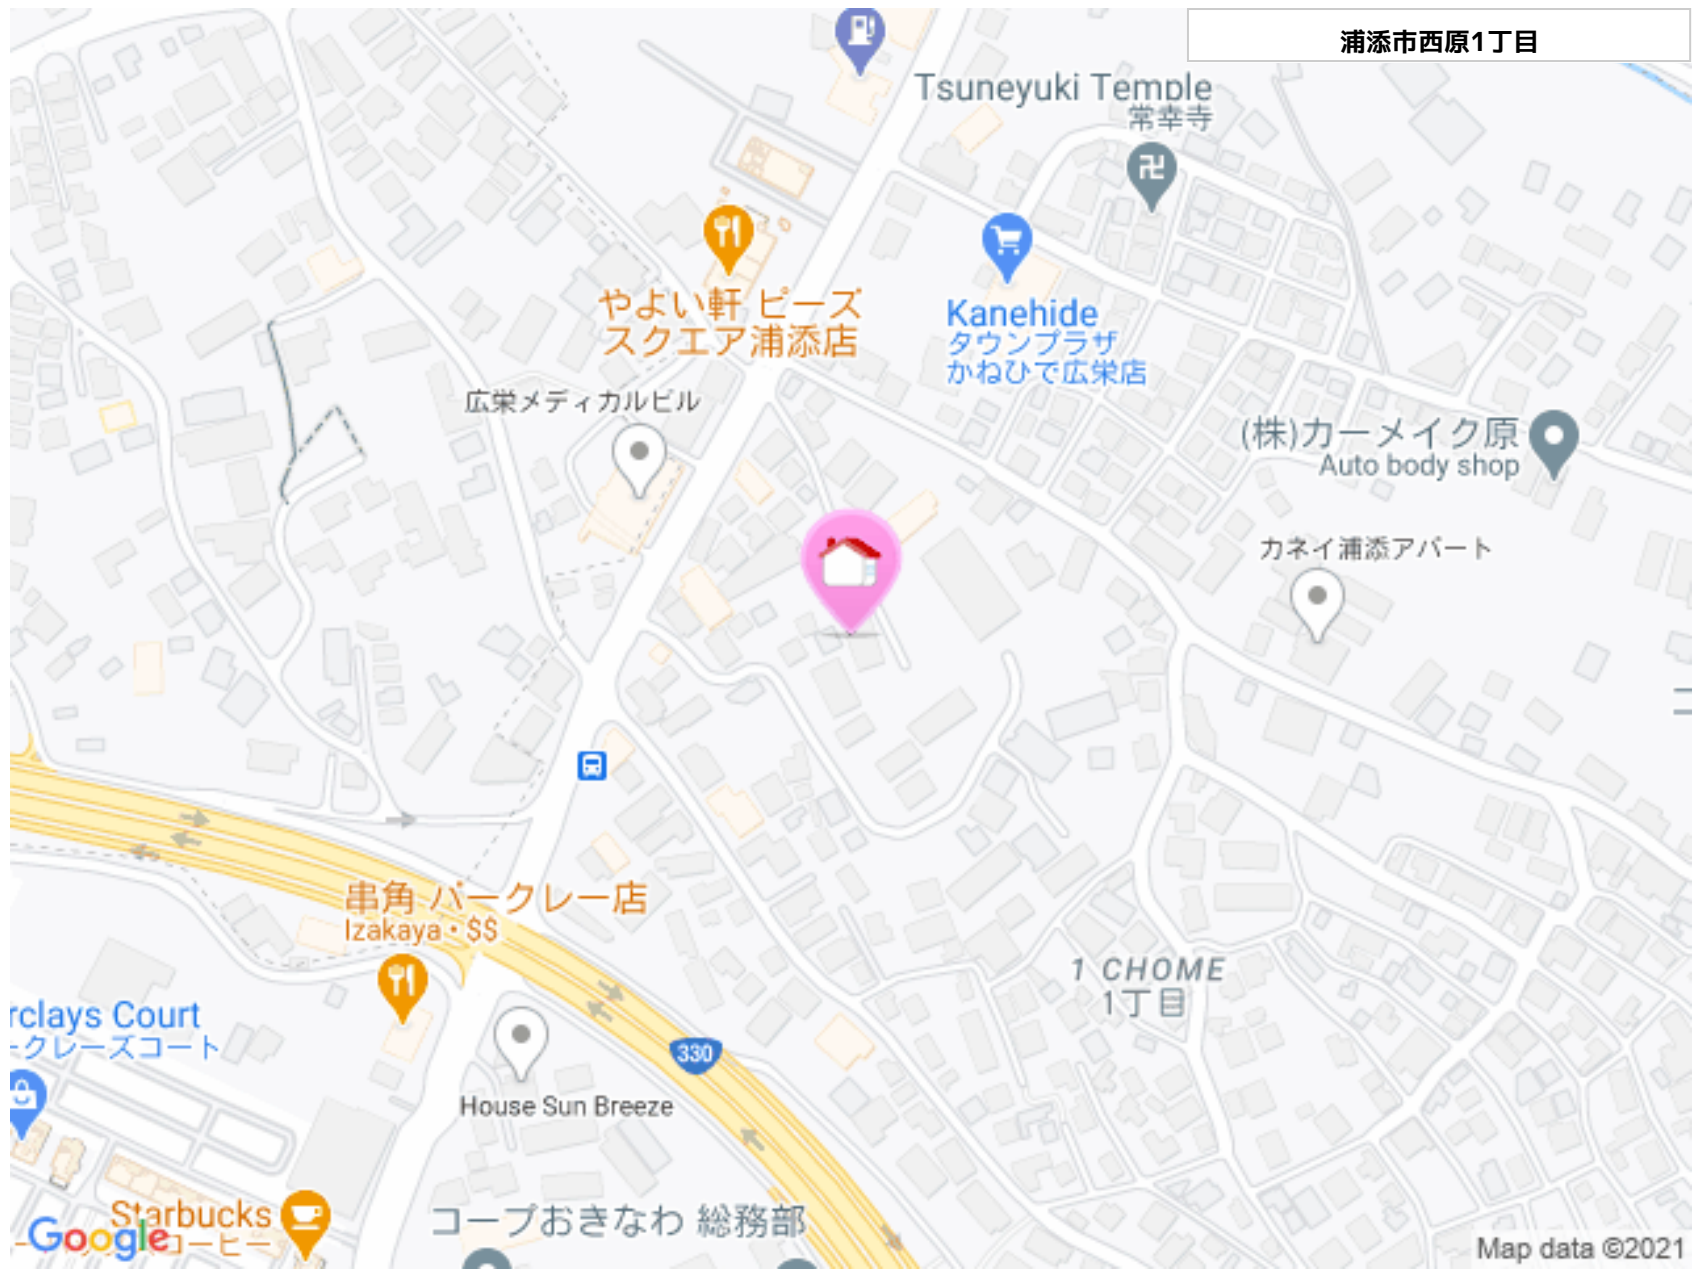 浦添市西原1丁目
Tsuneyuki Temple
常幸寺
やよい軒 ピーズ
スクエア浦添店
Kanehide
タウンプラザ
かねひで広栄店
広栄メディカルビル
(株)カーメイク原
Auto body shop
カネイ浦添アパート
串角 パークレー店
Izakaya・$$
1 CHOME
1丁目
rclays Court
ークレーズコート
330
House Sun Breeze
Starbucks
コーヒー
コープおきなわ 総務部
Google
Map data ©2021